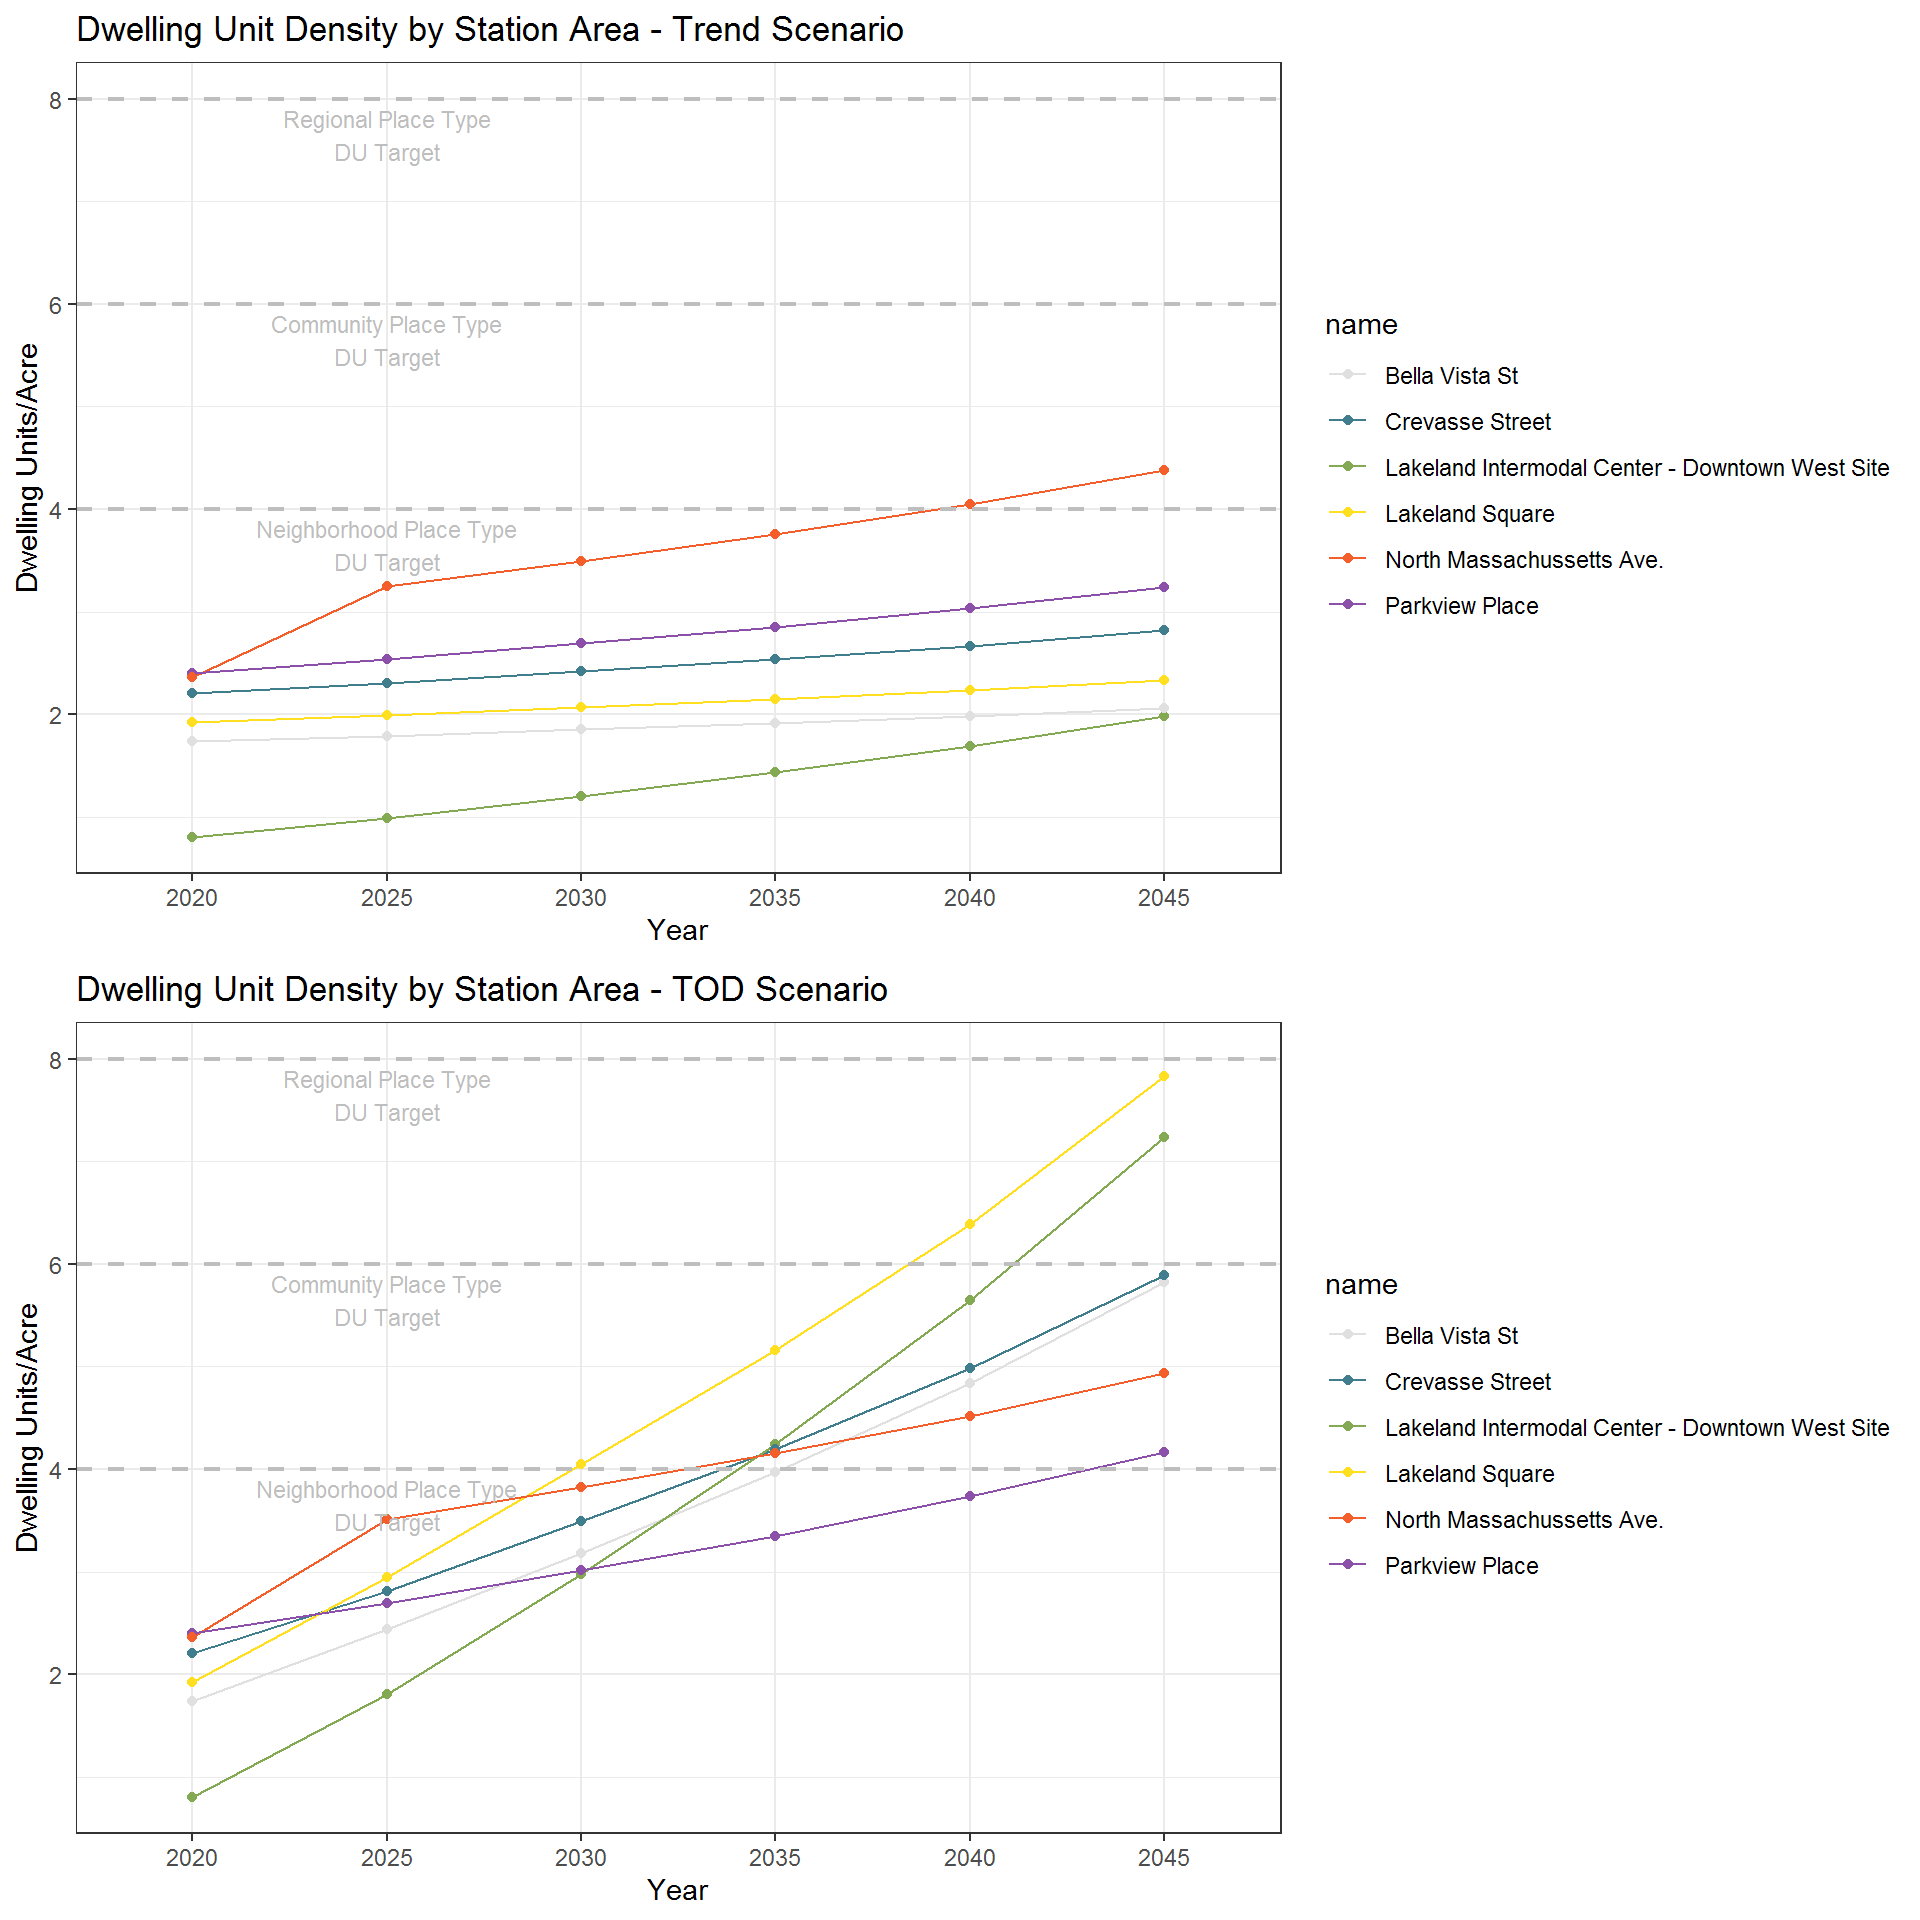 Dwelling Unit Density by Station Area - Trend Scenario
8
Regional Place Type
DU Target
6
Community Place Type
DU Target
Dwelling Units/Acre
4
Neighborhood Place Type
DU Target
2
2020 2025 2030 2035 2040 2045
Year
name
Bella Vista St
Crevasse Street
Lakeland Intermodal Center - Downtown West Site
Lakeland Square
North Massachussetts Ave.
Parkview Place
Dwelling Unit Density by Station Area - TOD Scenario
8
Regional Place Type
DU Target
6
Community Place Type
DU Target
Dwelling Units/Acre
4
Neighborhood Place Type
DU Target
2
2020 2025 2030 2035 2040 2045
Year
name
Bella Vista St
Crevasse Street
Lakeland Intermodal Center - Downtown West Site
Lakeland Square
North Massachussetts Ave.
Parkview Place